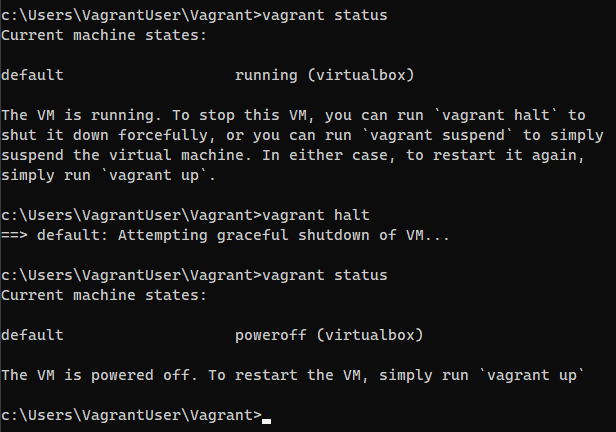 c:\Users\VagrantUser\Vagrant>vagrant status
Current machine states:
default                   running (virtualbox)
The VM is running. To stop this VM, you can run `vagrant halt` to
shut it down forcefully, or you can run `vagrant suspend` to simply
suspend the virtual machine. In either case, to restart it again,
simply run `vagrant up`.
c:\Users\VagrantUser\Vagrant>vagrant halt
==> default: Attempting graceful shutdown of VM...
c:\Users\VagrantUser\Vagrant>vagrant status
Current machine states:
default                   poweroff (virtualbox)
The VM is powered off. To restart the VM, simply run `vagrant up`
c:\Users\VagrantUser\Vagrant>